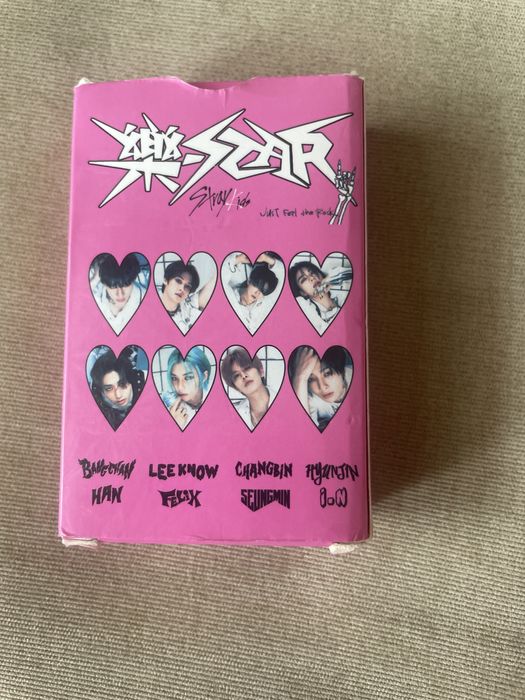 樂-STAR
Stray Kids
JUST Feel the Rock
BANGCHAN LEE KNOW CHANGBIN HYUNJIN
HAN FELIX SEUNGMIN I.N